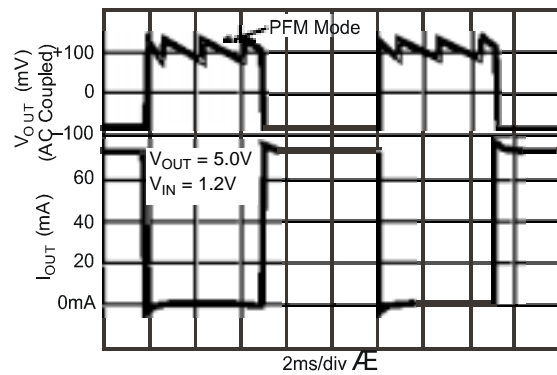 PFM Mode
VOUT (mV)
(AC Coupled)
+100
0
–100
VOUT = 5.0V
VIN = 1.2V
IOUT (mA)
60
40
20
0mA
2ms/div Æ